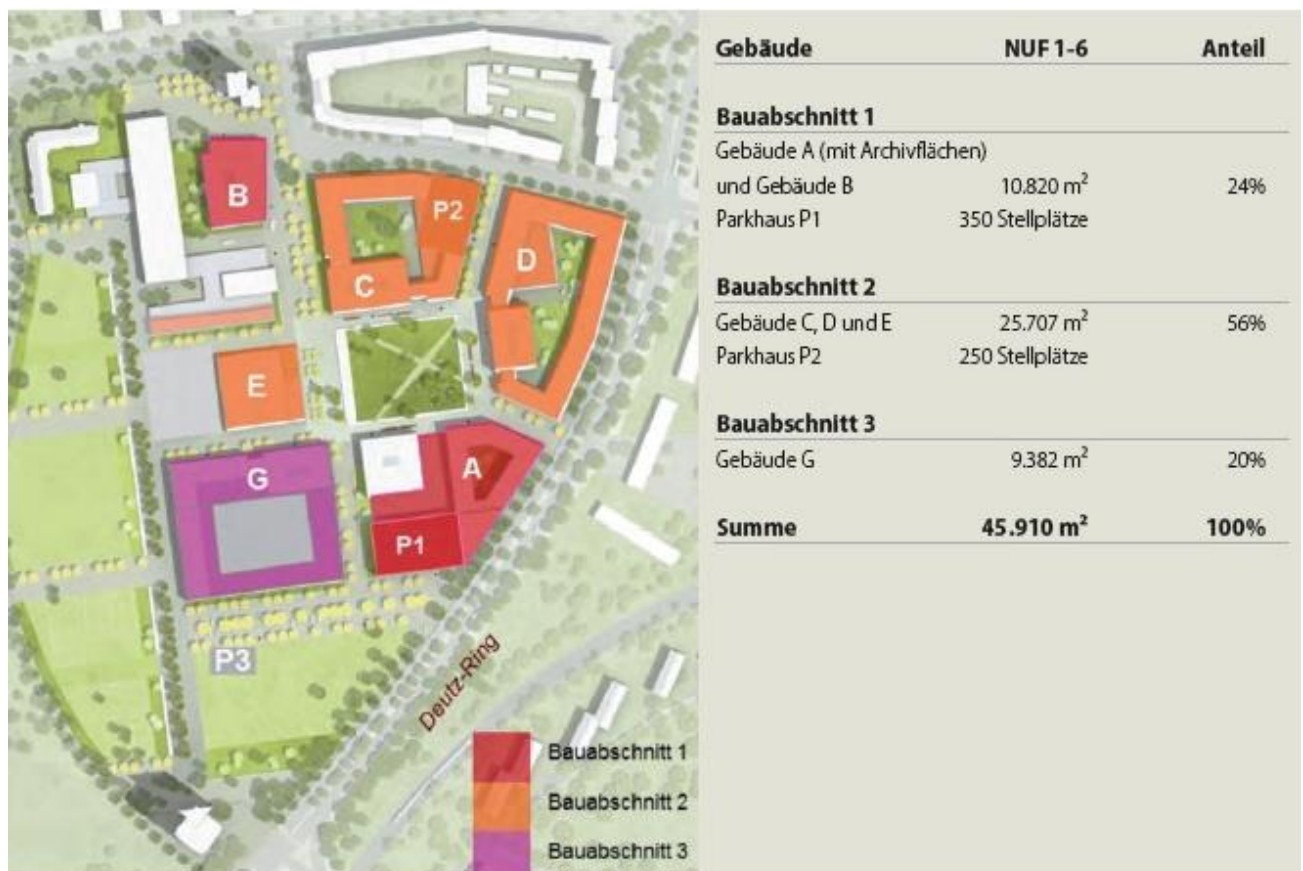 B
P2
C
D
E
G
A
P1
P3
Deutz-Ring
Bauabschnitt 1
Bauabschnitt 2
Bauabschnitt 3
Gebäude NUF 1-6 Anteil
Bauabschnitt 1
Gebäude A (mit Archivflächen)
und Gebäude B 10.820 m² 24%
Parkhaus P1 350 Stellplätze
Bauabschnitt 2
Gebäude C, D und E 25.707 m² 56%
Parkhaus P2 250 Stellplätze
Bauabschnitt 3
Gebäude G 9.382 m² 20%
Summe 45.910 m² 100%